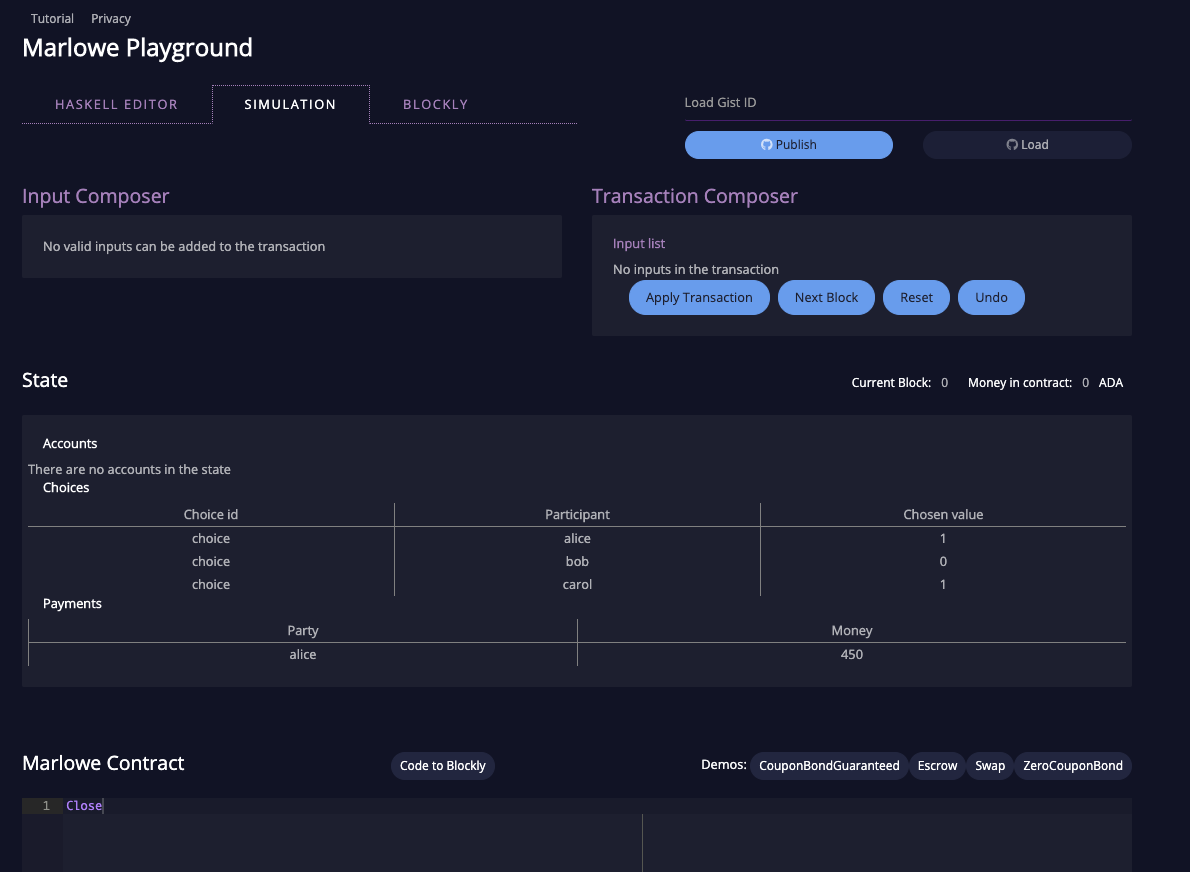 Tutorial Privacy
Marlowe Playground
HASKELL EDITOR SIMULATION BLOCKLY
Load Gist ID
Publish Load
Input Composer Transaction Composer
No valid inputs can be added to the transaction
Input list
No inputs in the transaction
Apply Transaction Next Block Reset Undo
State Current Block: 0 Money in contract: 0 ADA
Accounts
There are no accounts in the state
Choices
Choice id Participant Chosen value
choice alice 1
choice bob 0
choice carol 1
Payments
Party Money
alice 450
Marlowe Contract Code to Blockly Demos: CouponBondGuaranteed Escrow Swap ZeroCouponBond
1 Close